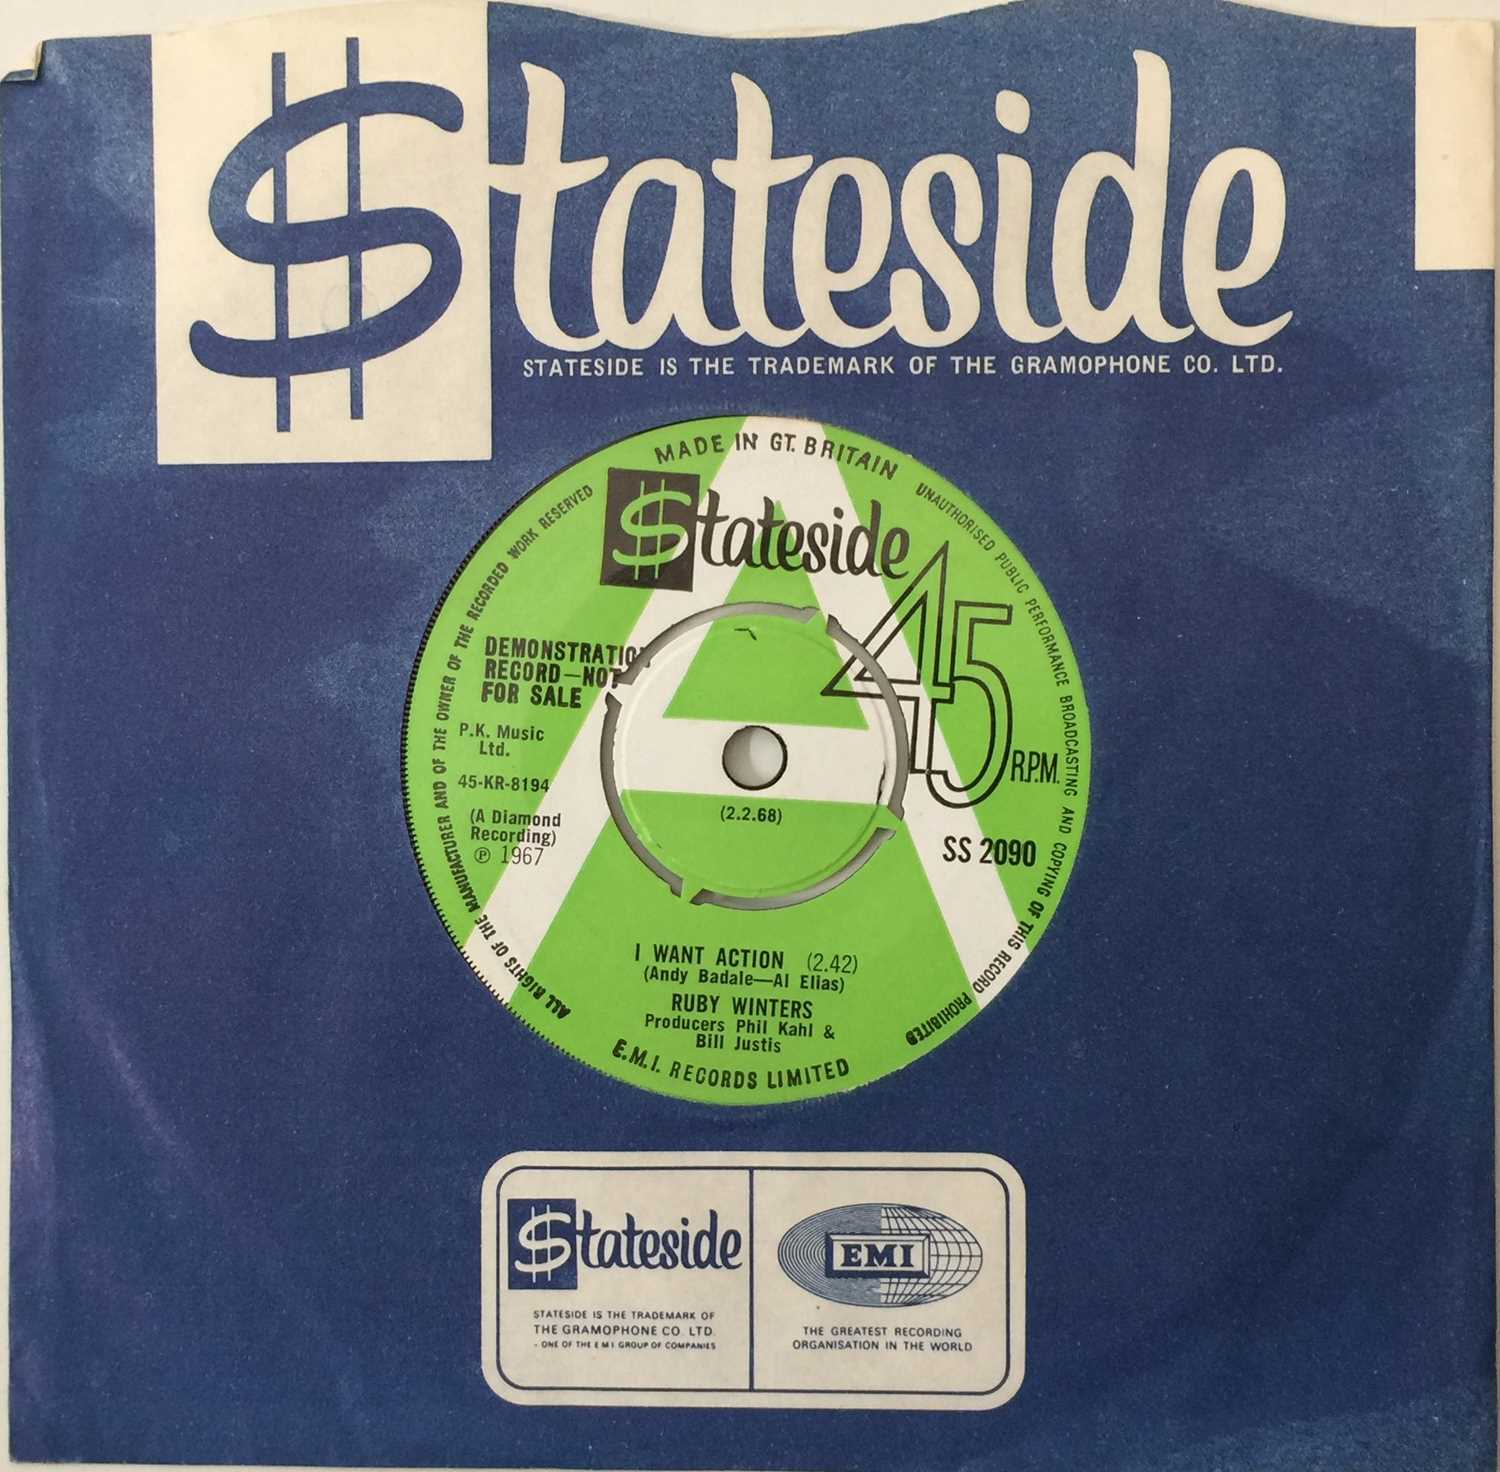 $tateside
STATESIDE IS THE TRADEMARK OF THE GRAMOPHONE CO. LTD.
MADE IN GT. BRITAIN
UNAUTHORISED PUBLIC PERFORMANCE BROADCASTING AND COPYING OF THIS RECORD PROHIBITED
ALL RIGHTS OF THE MANUFACTURER AND OF THE OWNER OF THE RECORDED WORK RESERVED
$tateside
A
45
R.P.M.
DEMONSTRATION
RECORD—NOT
FOR SALE
P.K. Music
Ltd.
45-KR-8194
(A Diamond
Recording)
℗ 1967
(2.2.68)
SS 2090
I WANT ACTION (2.42)
(Andy Badale—Al Elias)
RUBY WINTERS
Producers Phil Kahl &
Bill Justis
E.M.I. RECORDS LIMITED
$tateside
STATESIDE IS THE TRADEMARK OF
THE GRAMOPHONE CO. LTD.
- ONE OF THE E M I GROUP OF COMPANIES
EMI
THE GREATEST RECORDING
ORGANISATION IN THE WORLD